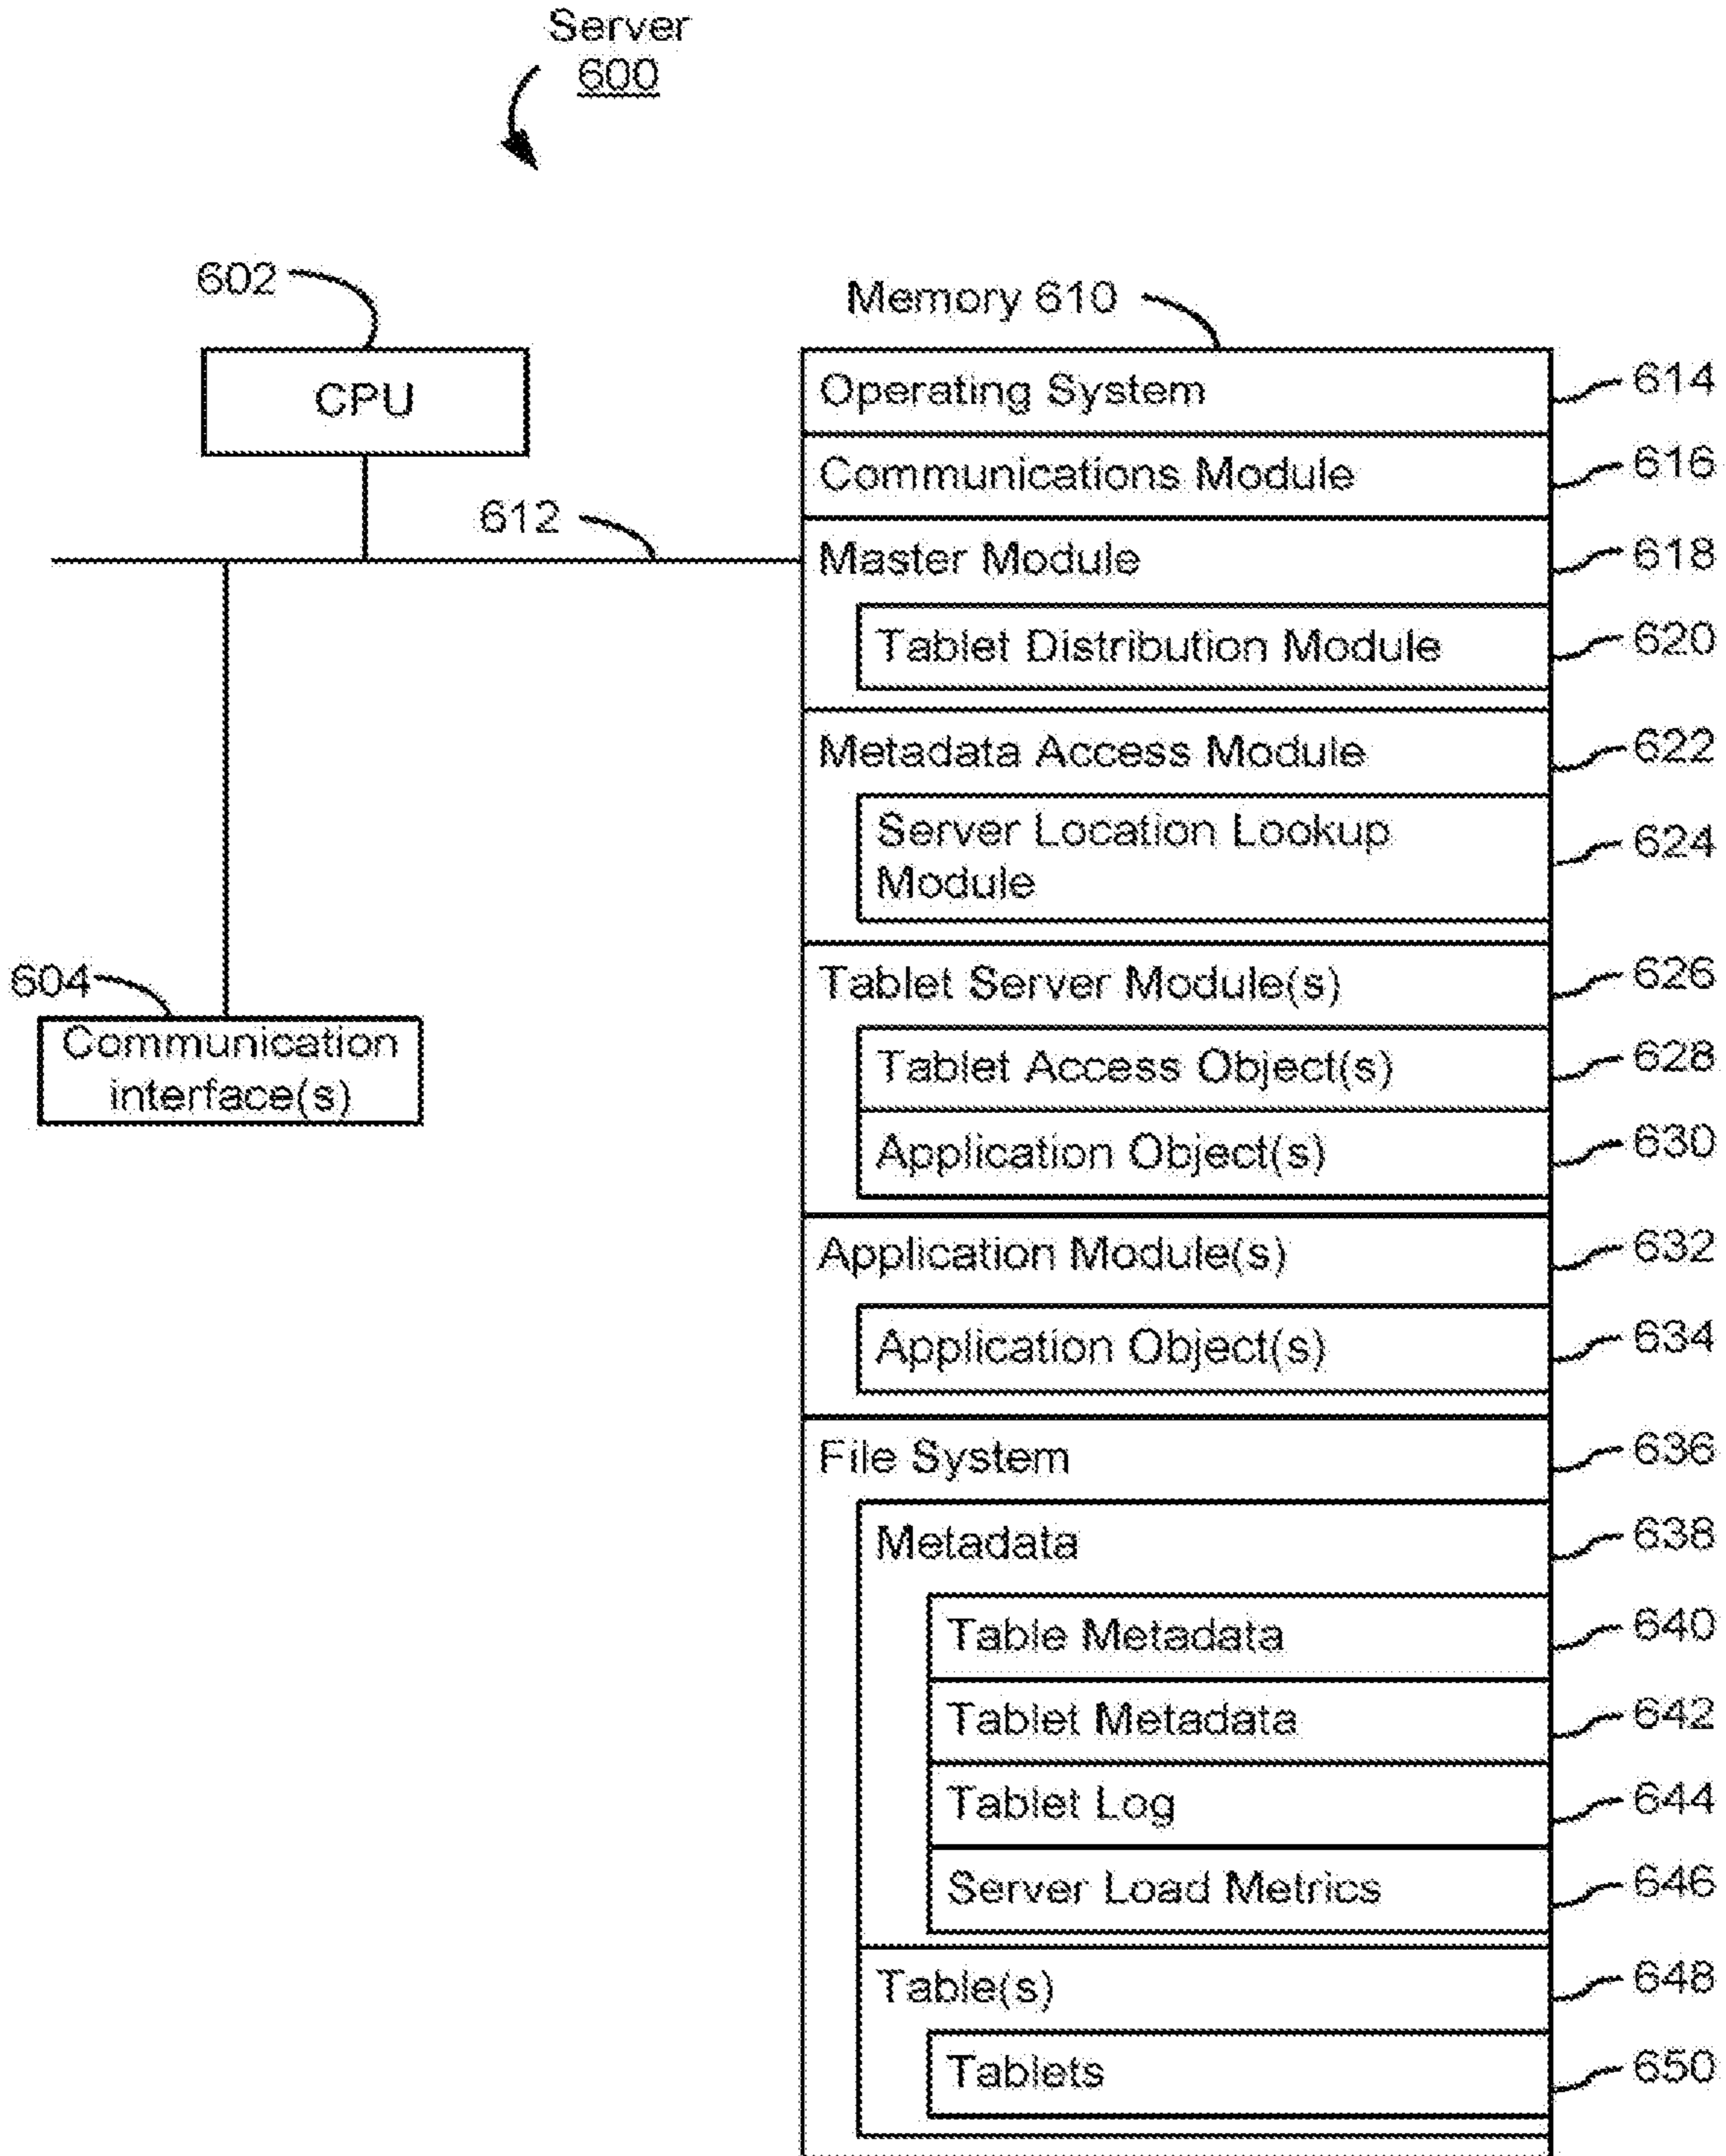 Server
600
602
CPU
612
604
Communication
interface(s)
Memory 610
Operating System 614
Communications Module 616
Master Module 618
Tablet Distribution Module 620
Metadata Access Module 622
Server Location Lookup
Module 624
Tablet Server Module(s) 626
Tablet Access Object(s) 628
Application Object(s) 630
Application Module(s) 632
Application Object(s) 634
File System 636
Metadata 638
Table Metadata 640
Tablet Metadata 642
Tablet Log 644
Server Load Metrics 646
Table(s) 648
Tablets 650